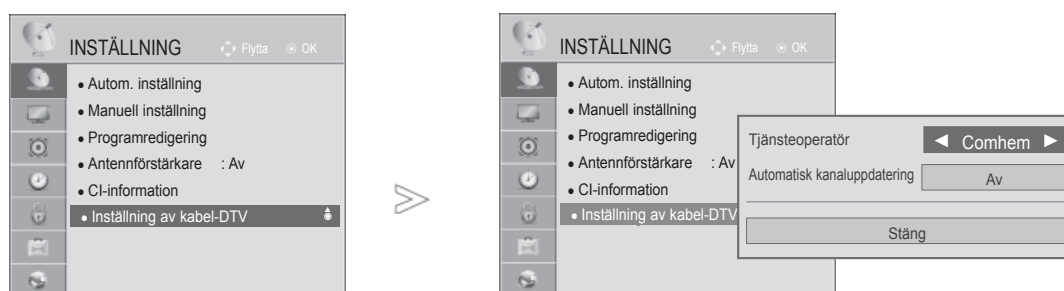 INSTÄLLNING Flytta OK
• Autom. inställning
• Manuell inställning
• Programredigering
• Antennförstärkare : Av
• CI-information
• Inställning av kabel-DTV
INSTÄLLNING Flytta OK
• Autom. inställning
• Manuell inställning
• Programredigering
• Antennförstärkare : Av
• CI-information
• Inställning av kabel-DTV
Tjänsteoperatör ◄ Comhem ►
Automatisk kanaluppdatering Av
Stäng